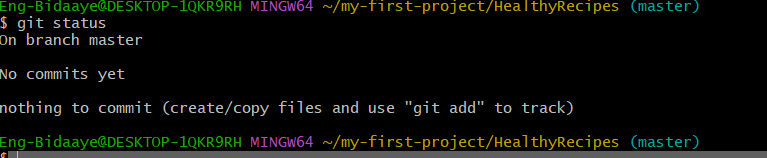 Eng-Bidaaye@DESKTOP-1QKR9RH MINGW64 ~/my-first-project/HealthyRecipes (master)
$ git status
On branch master
No commits yet
nothing to commit (create/copy files and use "git add" to track)
Eng-Bidaaye@DESKTOP-1QKR9RH MINGW64 ~/my-first-project/HealthyRecipes (master)
$